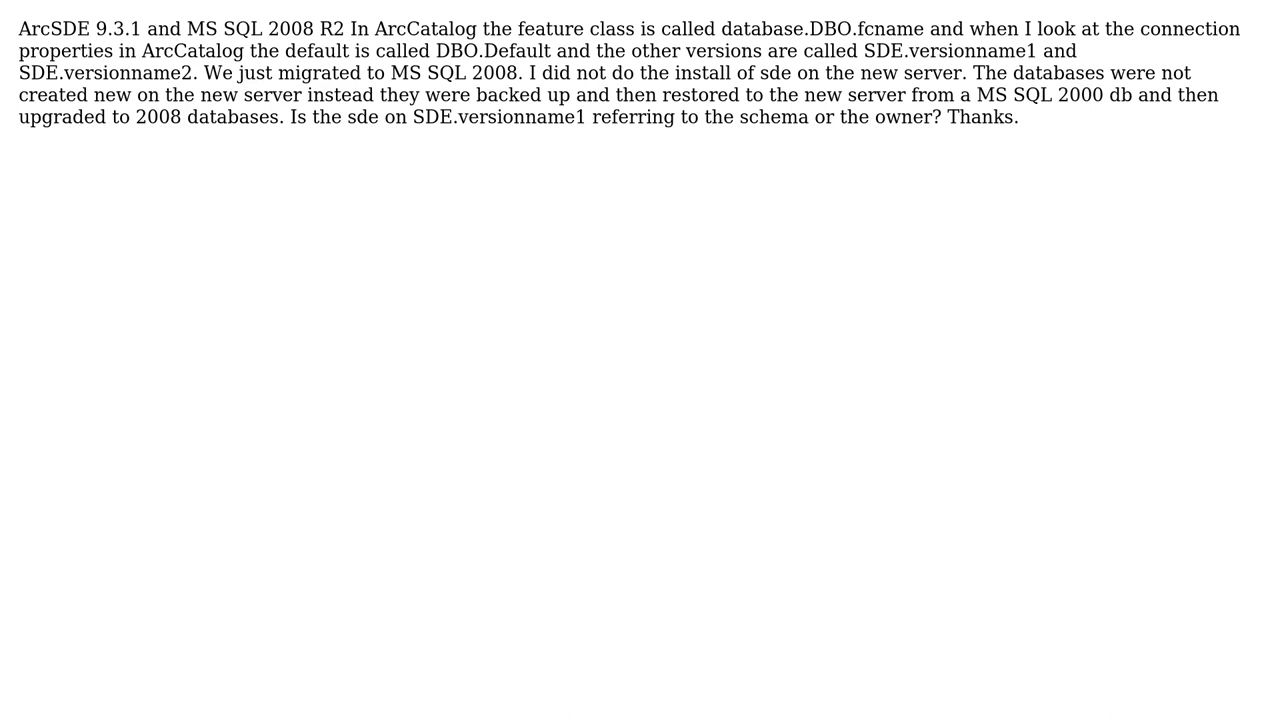 ArcSDE 9.3.1 and MS SQL 2008 R2 In ArcCatalog the feature class is called database.DBO.fcname and when I look at the connection
properties in ArcCatalog the default is called DBO.Default and the other versions are called SDE.versionname1 and
SDE.versionname2. We just migrated to MS SQL 2008. I did not do the install of sde on the new server. The databases were not
created new on the new server instead they were backed up and then restored to the new server from a MS SQL 2000 db and then
upgraded to 2008 databases. Is the sde on SDE.versionname1 referring to the schema or the owner? Thanks.